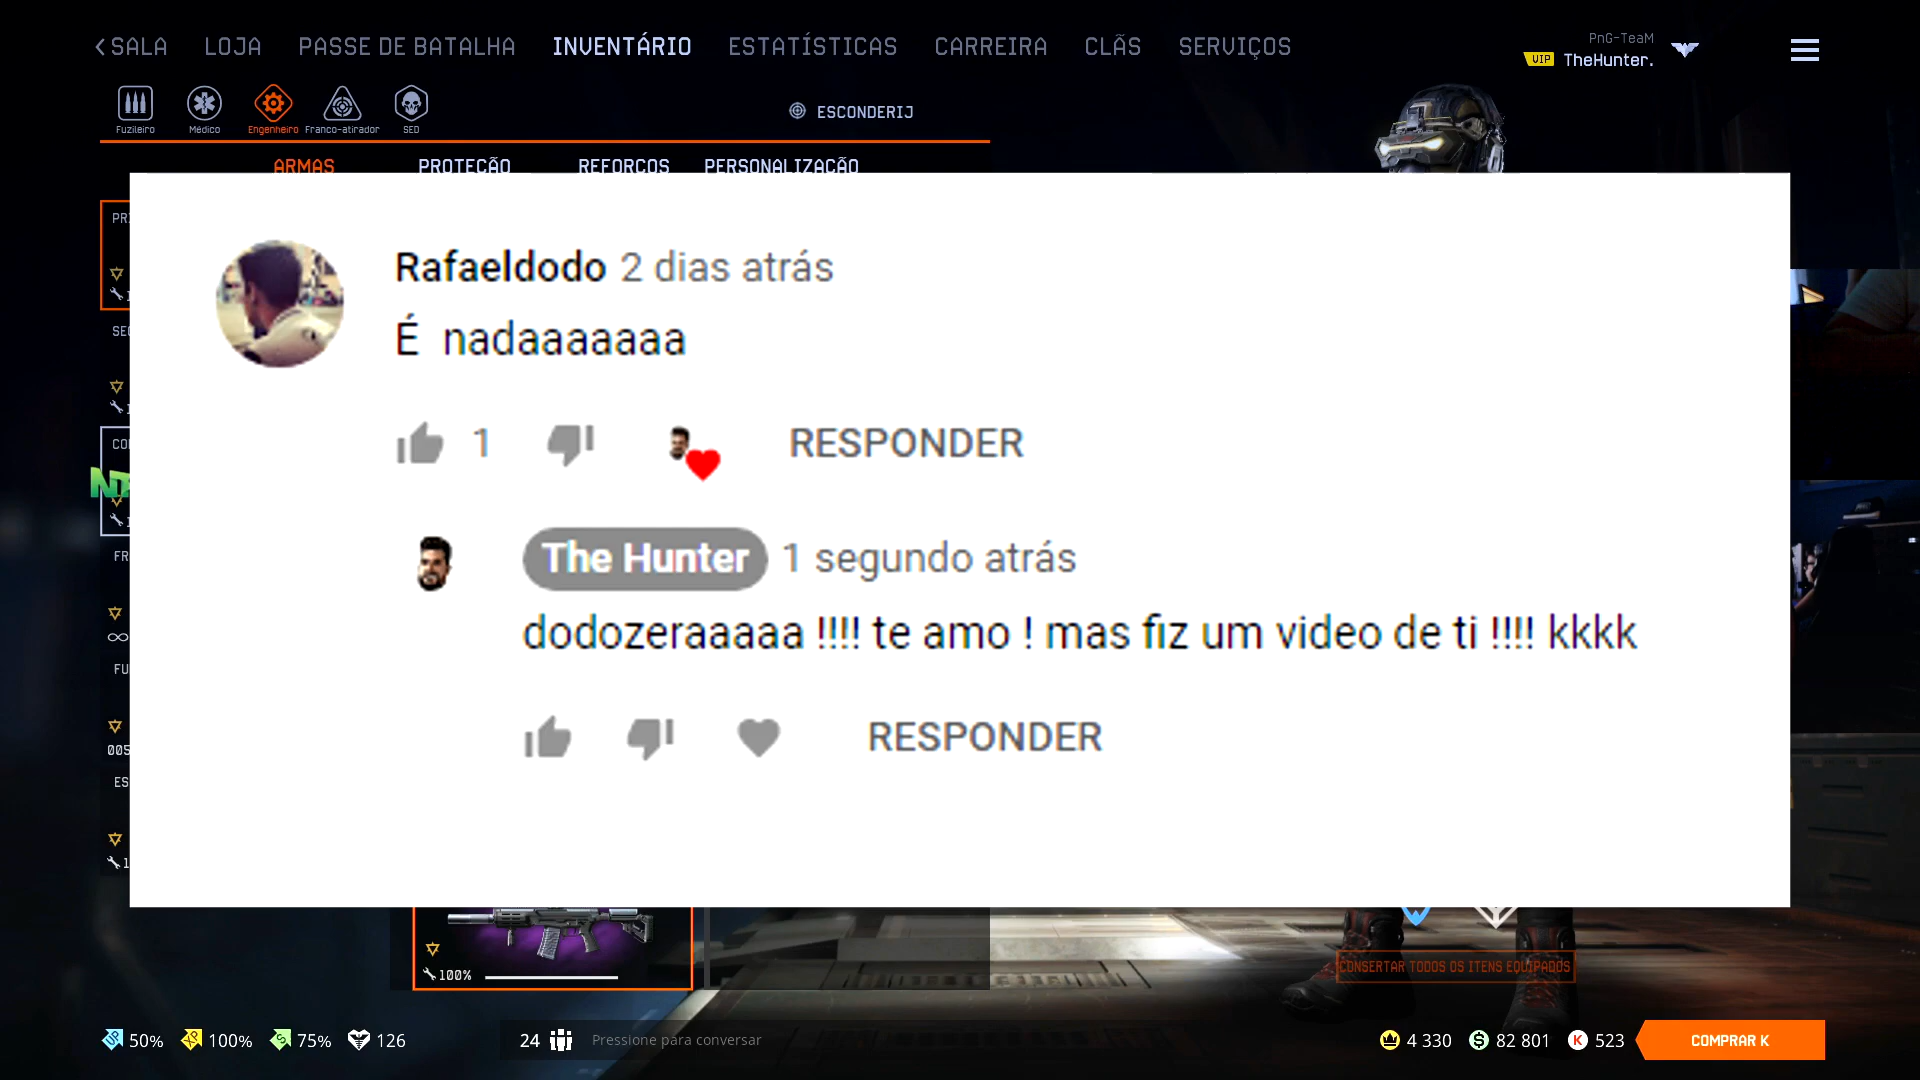 SALA LOJA PASSE DE BATALHA INVENTÁRIO ESTATÍSTICAS CARREIRA CLÃS SERVIÇOS
PnG-TeaM
VIP TheHunter.
Fuzileiro Médico Engenheiro Franco-atirador SED
ESCONDERIJ
ARMAS PROTEÇÃO REFORÇOS PERSONALIZAÇÃO
Rafaeldodo 2 dias atrás
É nadaaaaaaa
1 RESPONDER
The Hunter 1 segundo atrás
dodozeraaaaa !!!! te amo ! mas fiz um video de ti !!!! kkkk
RESPONDER
100%
CONSERTAR TODOS OS ITENS EQUIPADOS
50% 100% 75% 126 24 Pressione para conversar 4 330 82 801 K 523 COMPRAR K